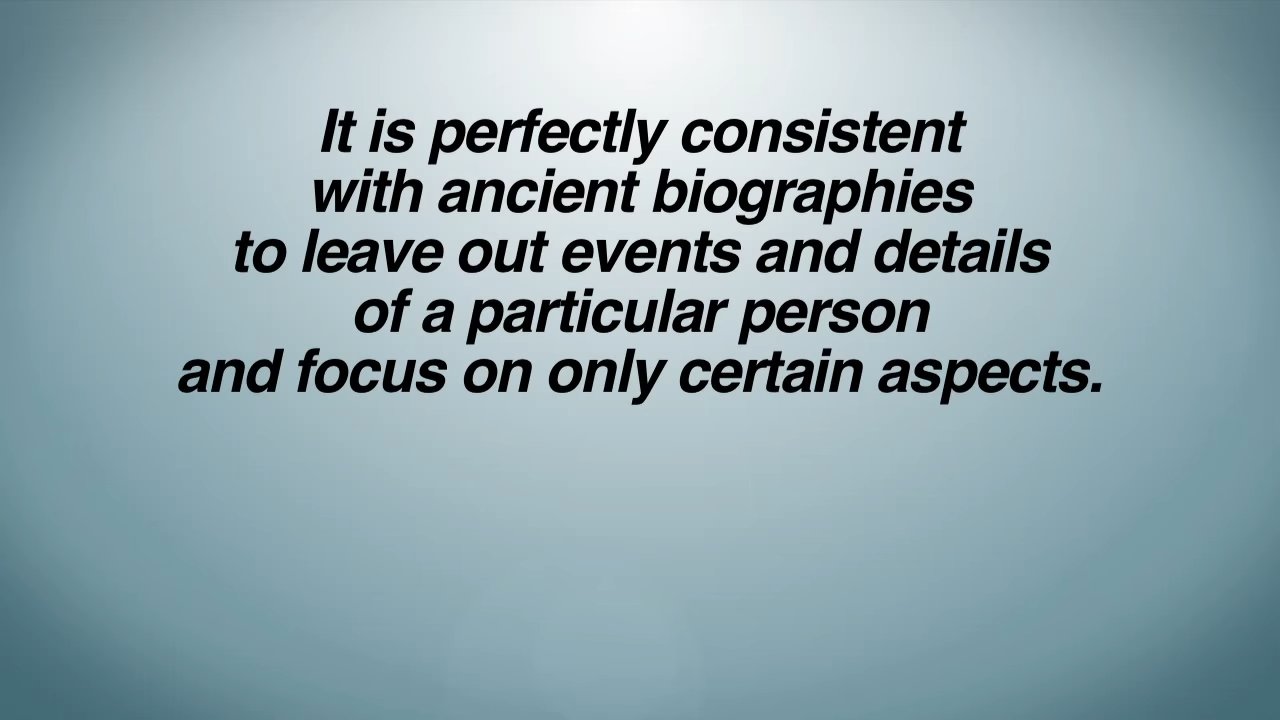 It is perfectly consistent
with ancient biographies
to leave out events and details
of a particular person
and focus on only certain aspects.